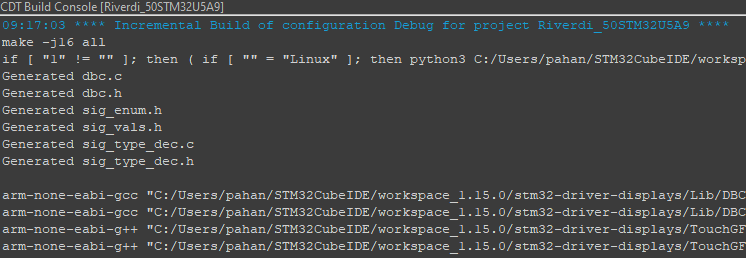 CDT Build Console [Riverdi_50STM32U5A9]
09:17:03 **** Incremental Build of configuration Debug for project Riverdi_50STM32U5A9 ****
make -j16 all
if [ "1" != "" ]; then ( if [ "" = "Linux" ]; then python3 C:/Users/pahan/STM32CubeIDE/worksp
Generated dbc.c
Generated dbc.h
Generated sig_enum.h
Generated sig_vals.h
Generated sig_type_dec.c
Generated sig_type_dec.h
arm-none-eabi-gcc "C:/Users/pahan/STM32CubeIDE/workspace_1.15.0/stm32-driver-displays/Lib/DBC
arm-none-eabi-gcc "C:/Users/pahan/STM32CubeIDE/workspace_1.15.0/stm32-driver-displays/Lib/DBC
arm-none-eabi-g++ "C:/Users/pahan/STM32CubeIDE/workspace_1.15.0/stm32-driver-displays/TouchGF
arm-none-eabi-g++ "C:/Users/pahan/STM32CubeIDE/workspace_1.15.0/stm32-driver-displays/TouchGF